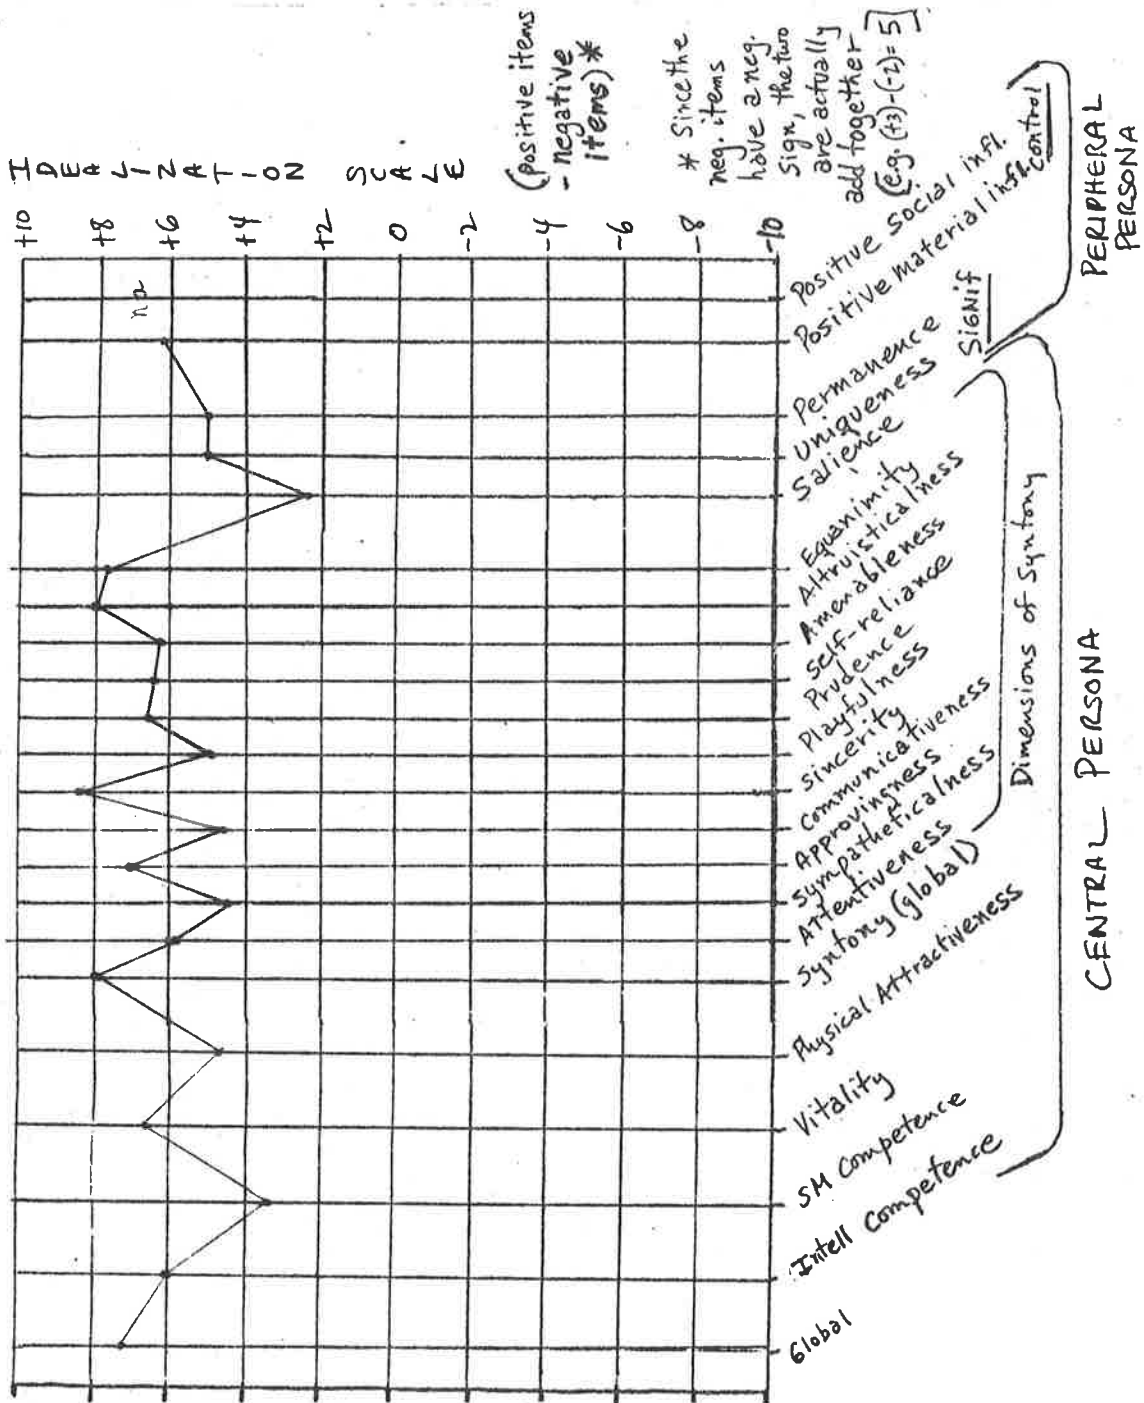 IDEALIZATION SCALE
+10
+8
+6
+4
+2
0
-2
-4
-6
-8
-10
(positive items
- negative
items)*
* Since the
neg. items
have a neg.
sign, the two
are actually
add together
(e.g. (+3)-(-2)=5]
na
Positive Social infl.
Positive material infl.
control
Permanence
Uniqueness
Salience
SIGNIF
Equanimity
Altruisticalness
Amenableness
Self-reliance
Prudence
Playfulness
Sincerity
Communicativeness
Approvingness
Sympatheticalness
Attentiveness
Syntony (global)
Physical Attractiveness
Vitality
SM Competence
Intell Competence
Global
Dimensions of Syntony
CENTRAL PERSONA
PERIPHERAL
PERSONA